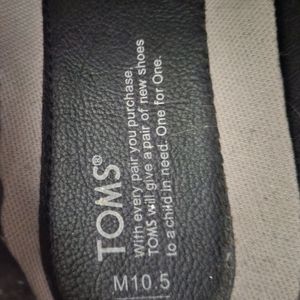 TOMS®
With every pair you purchase,
TOMS will give a pair of new shoes
to a child in need. One for One.
M10.5